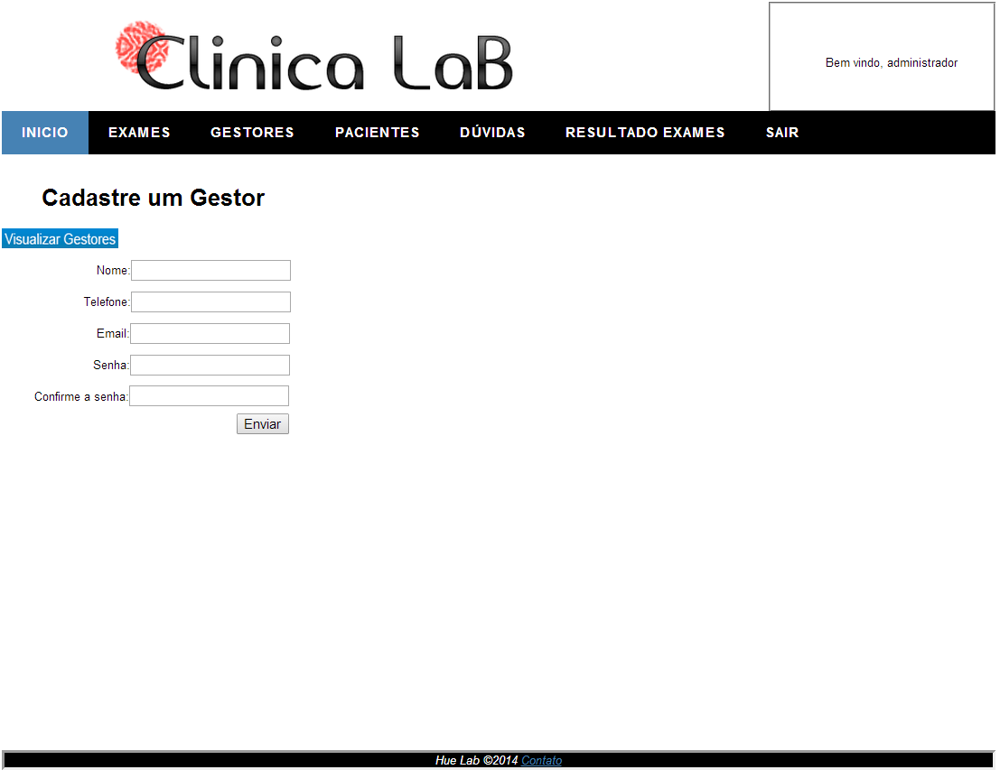 Clinica LaB
Bem vindo, administrador
INICIO EXAMES GESTORES PACIENTES DÚVIDAS RESULTADO EXAMES SAIR
Cadastre um Gestor
Visualizar Gestores
Nome:
Telefone:
Email:
Senha:
Confirme a senha:
Enviar
Hue Lab ©2014 Contato